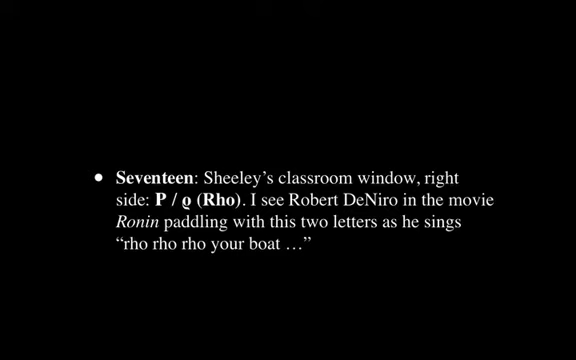 • Seventeen: Sheeley's classroom window, right
side: Ρ / ϱ (Rho). I see Robert DeNiro in the movie
Ronin paddling with this two letters as he sings
“rho rho rho your boat …”